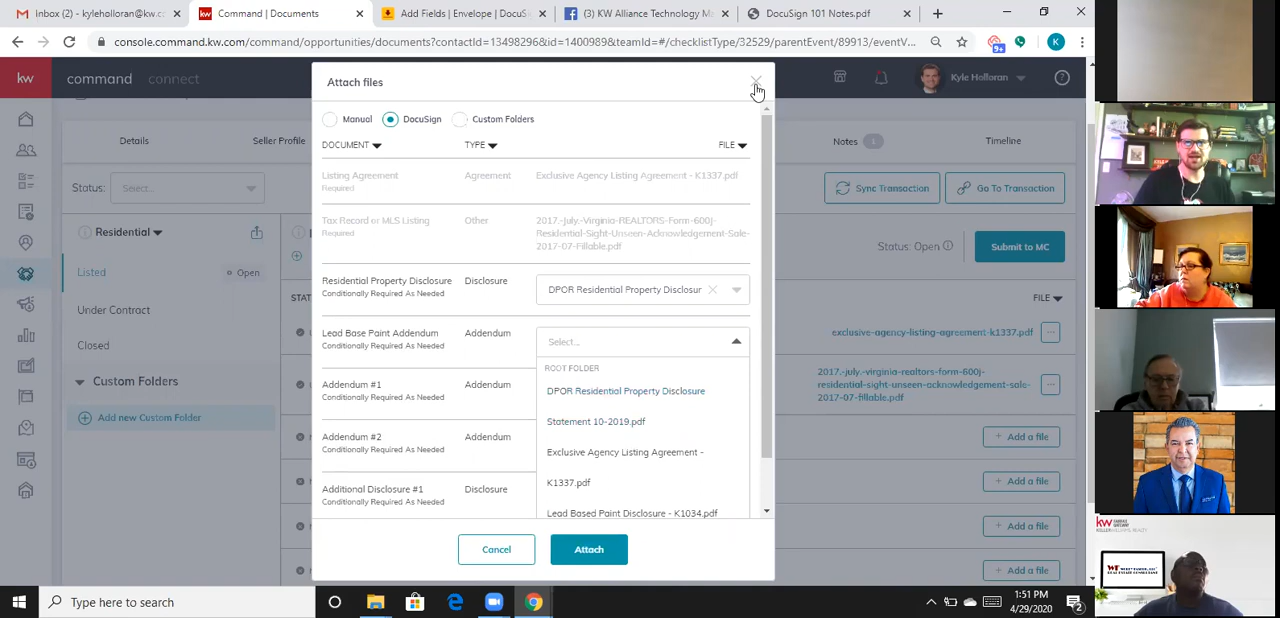 Inbox (2) - kyleholloran@kw.c
Command | Documents
Add Fields | Envelope | DocuS
(3) KW Alliance Technology M
DocuSign 101 Notes.pdf
console.command.kw.com/command/opportunities/documents?contactId=13498296&id=1400989&teamId=#/checklistType/32529/parentEvent/89913/eventV...
9+
K
kw
command
connect
Kyle Holloran
Attach files
Manual
DocuSign
Custom Folders
DOCUMENT
TYPE
FILE
Listing Agreement
Required
Agreement
Exclusive Agency Listing Agreement - K1337.pdf
Tax Record or MLS Listing
Required
Other
2017.-July.-Virginia-REALTORS-Form-600J-
Residential-Sight-Unseen-Acknowledgement-Sale-
2017-07-Fillable.pdf
Residential Property Disclosure
Conditionally Required As Needed
Disclosure
DPOR Residential Property Disclosur
Lead Base Paint Addendum
Conditionally Required As Needed
Addendum
Select...
ROOT FOLDER
DPOR Residential Property Disclosure
Statement 10-2019.pdf
Exclusive Agency Listing Agreement -
K1337.pdf
Lead Based Paint Disclosure - K1034.pdf
Addendum #1
Conditionally Required As Needed
Addendum
Addendum #2
Conditionally Required As Needed
Addendum
Additional Disclosure #1
Conditionally Required As Needed
Disclosure
Cancel
Attach
Details
Seller Profile
Notes
1
Timeline
Status:
Select...
Sync Transaction
Go To Transaction
Residential
Listed
Open
Under Contract
Closed
Custom Folders
Add new Custom Folder
Status: Open
Submit to MC
FILE
exclusive-agency-listing-agreement-k1337.pdf
2017.-july.-virginia-realtors-form-600j-
residential-sight-unseen-acknowledgement-sale-
2017-07-fillable.pdf
+ Add a file
+ Add a file
+ Add a file
+ Add a file
kw
KELLERWILLIAMS REALTY
Type here to search
1:51 PM
4/29/2020
2